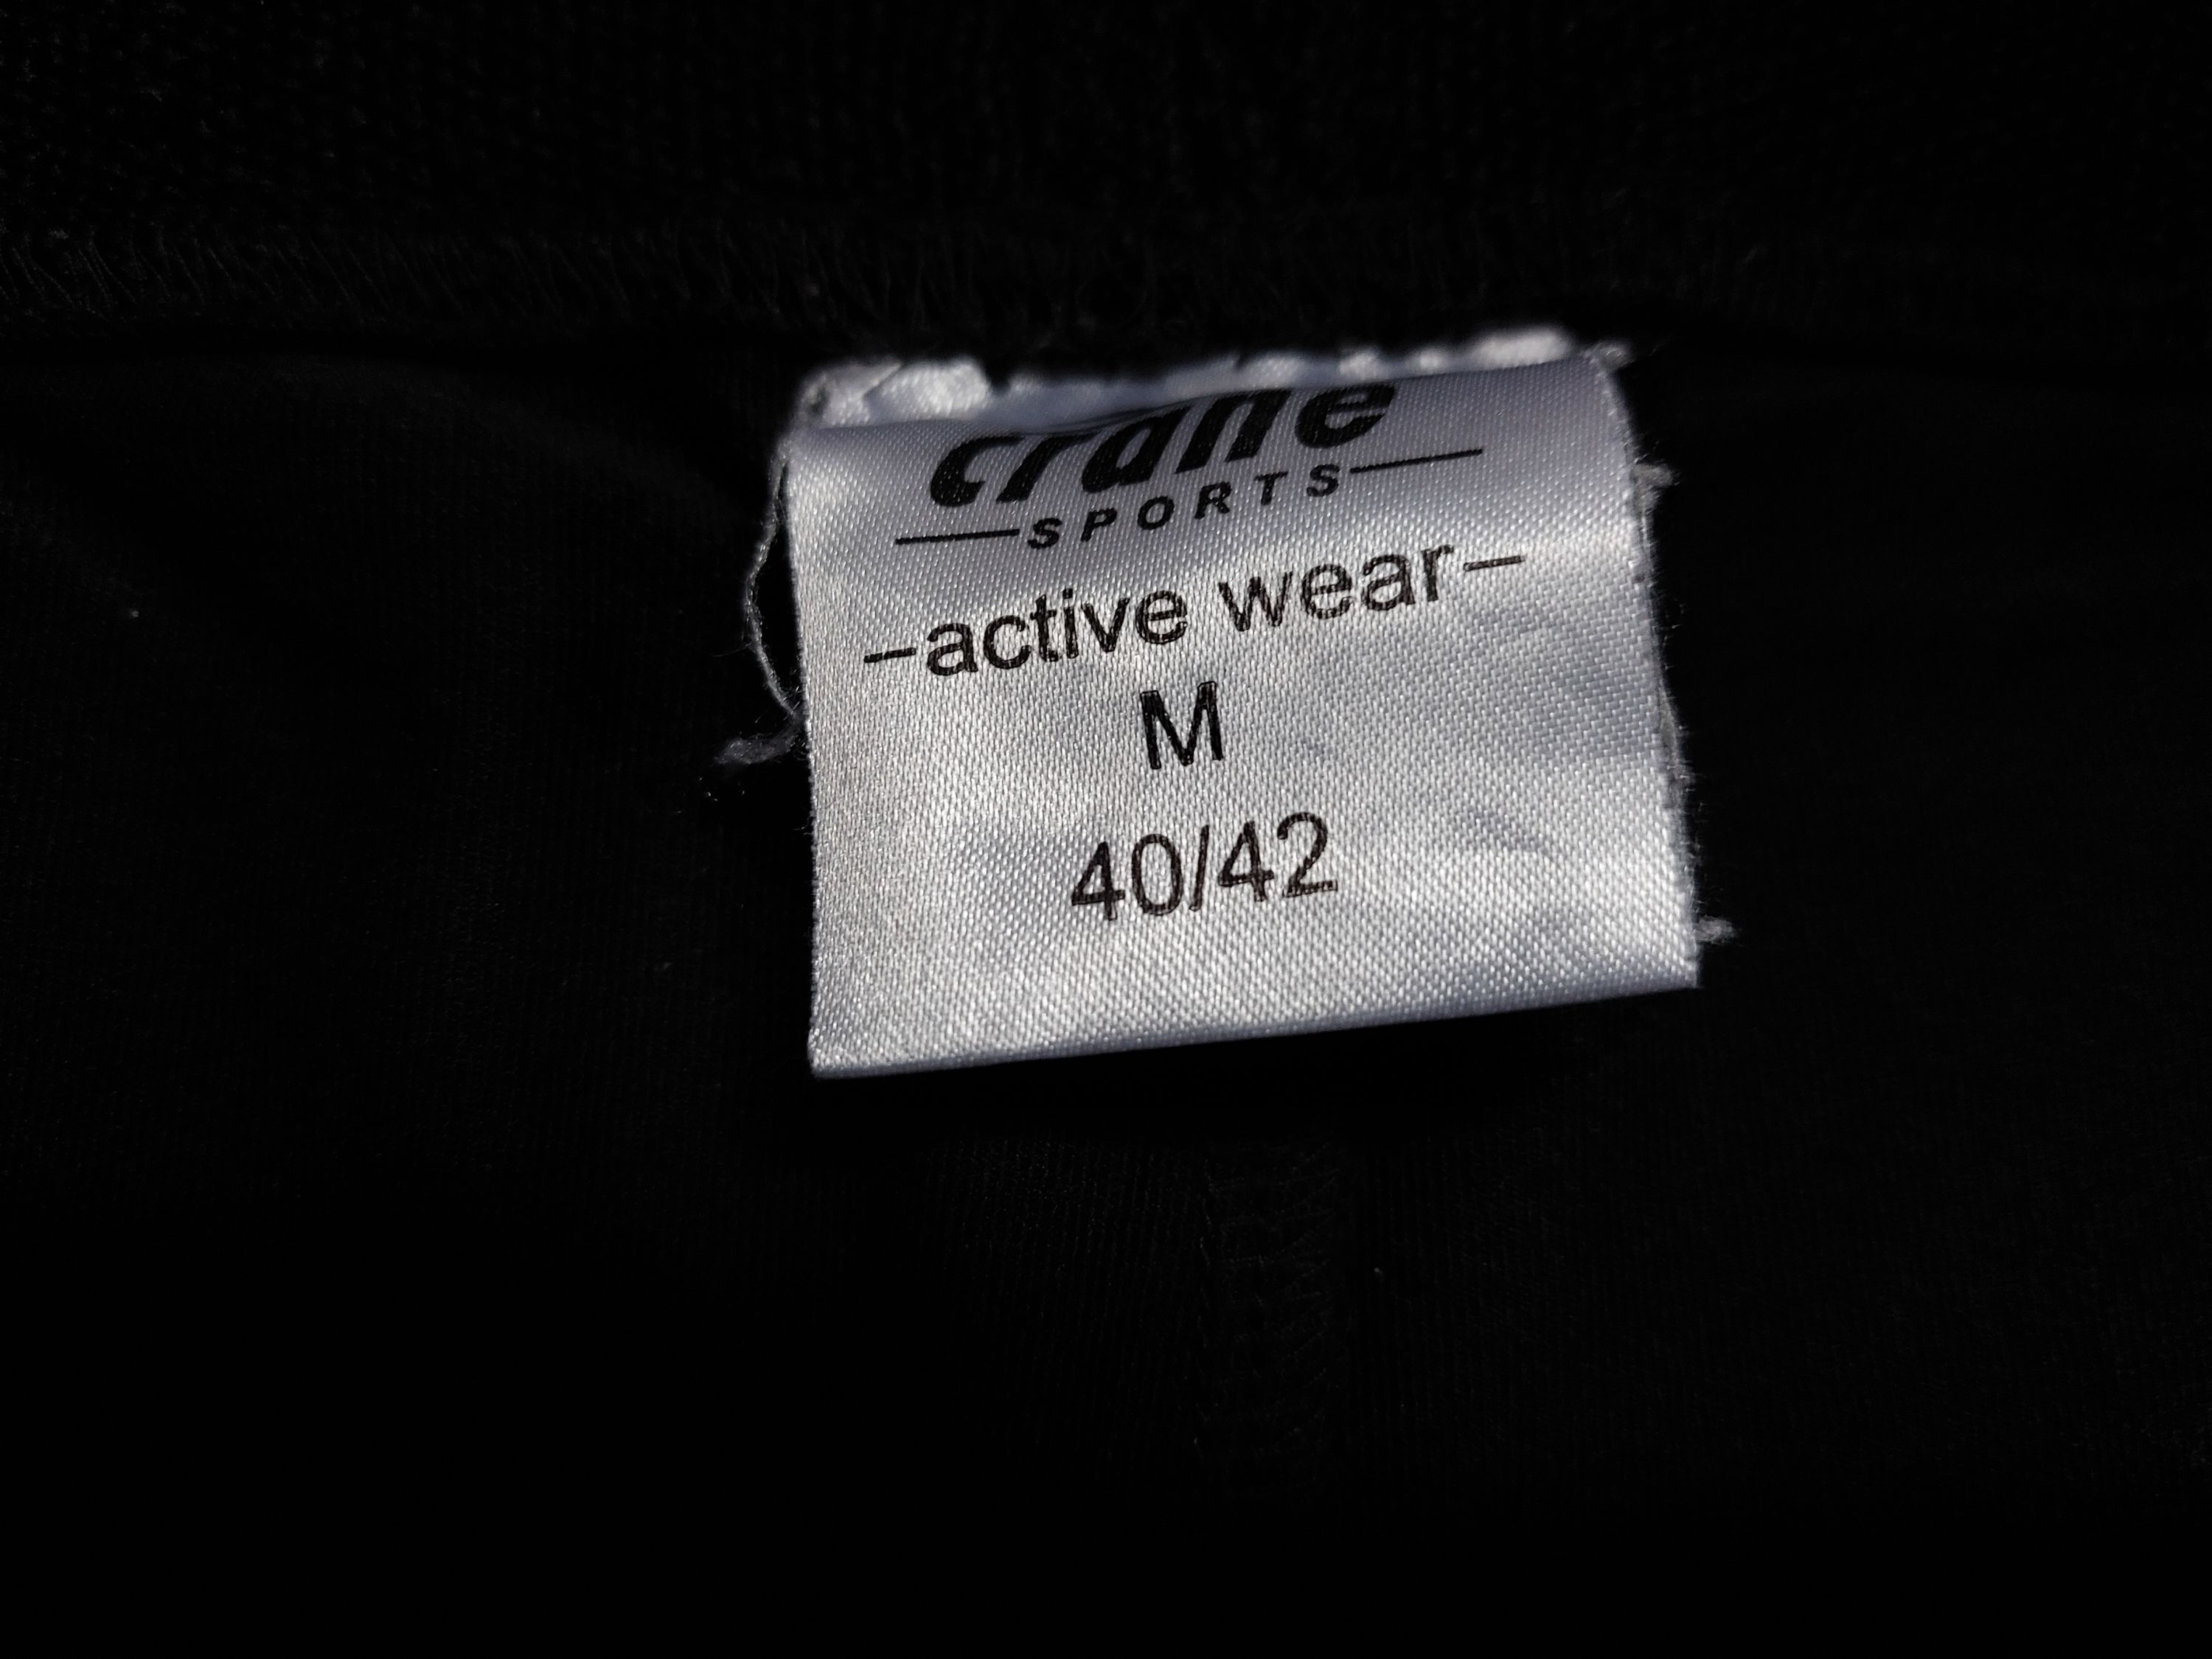 crane
SPORTS
–active wear–
M
40/42